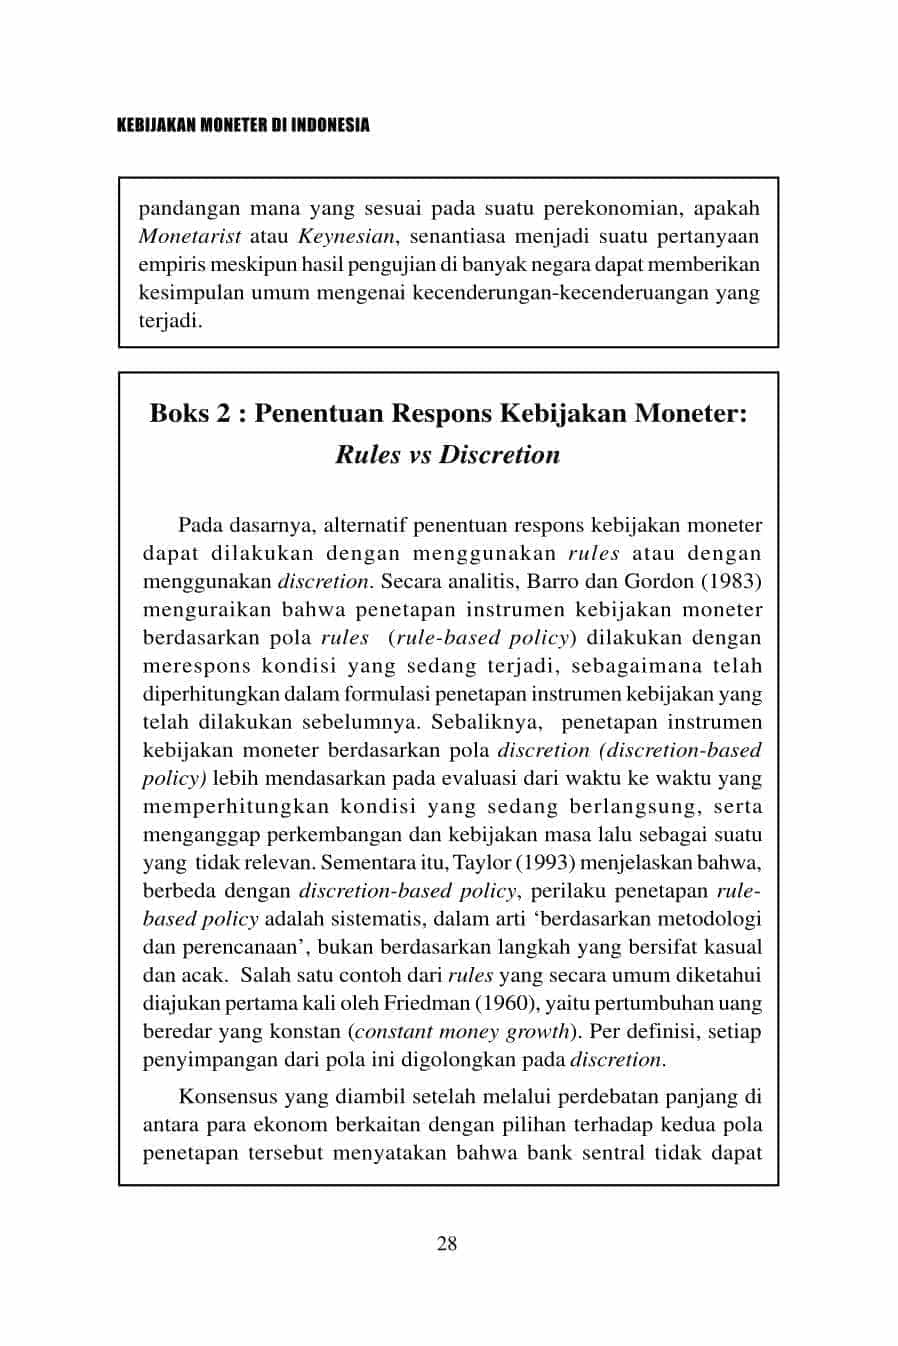 KEBIJAKAN MONETER DI INDONESIA
pandangan mana yang sesuai pada suatu perekonomian, apakah
Monetarist atau Keynesian, senantiasa menjadi suatu pertanyaan
empiris meskipun hasil pengujian di banyak negara dapat memberikan
kesimpulan umum mengenai kecenderungan-kecenderuangan yang
terjadi.
Boks 2 : Penentuan Respons Kebijakan Moneter:
Rules vs Discretion
Pada dasarnya, alternatif penentuan respons kebijakan moneter
dapat dilakukan dengan menggunakan rules atau dengan
menggunakan discretion. Secara analitis, Barro dan Gordon (1983)
menguraikan bahwa penetapan instrumen kebijakan moneter
berdasarkan pola rules (rule-based policy) dilakukan dengan
merespons kondisi yang sedang terjadi, sebagaimana telah
diperhitungkan dalam formulasi penetapan instrumen kebijakan yang
telah dilakukan sebelumnya. Sebaliknya, penetapan instrumen
kebijakan moneter berdasarkan pola discretion (discretion-based
policy) lebih mendasarkan pada evaluasi dari waktu ke waktu yang
memperhitungkan kondisi yang sedang berlangsung, serta
menganggap perkembangan dan kebijakan masa lalu sebagai suatu
yang tidak relevan. Sementara itu, Taylor (1993) menjelaskan bahwa,
berbeda dengan discretion-based policy, perilaku penetapan rule-
based policy adalah sistematis, dalam arti ‘berdasarkan metodologi
dan perencanaan’, bukan berdasarkan langkah yang bersifat kasual
dan acak. Salah satu contoh dari rules yang secara umum diketahui
diajukan pertama kali oleh Friedman (1960), yaitu pertumbuhan uang
beredar yang konstan (constant money growth). Per definisi, setiap
penyimpangan dari pola ini digolongkan pada discretion.
Konsensus yang diambil setelah melalui perdebatan panjang di
antara para ekonom berkaitan dengan pilihan terhadap kedua pola
penetapan tersebut menyatakan bahwa bank sentral tidak dapat
28